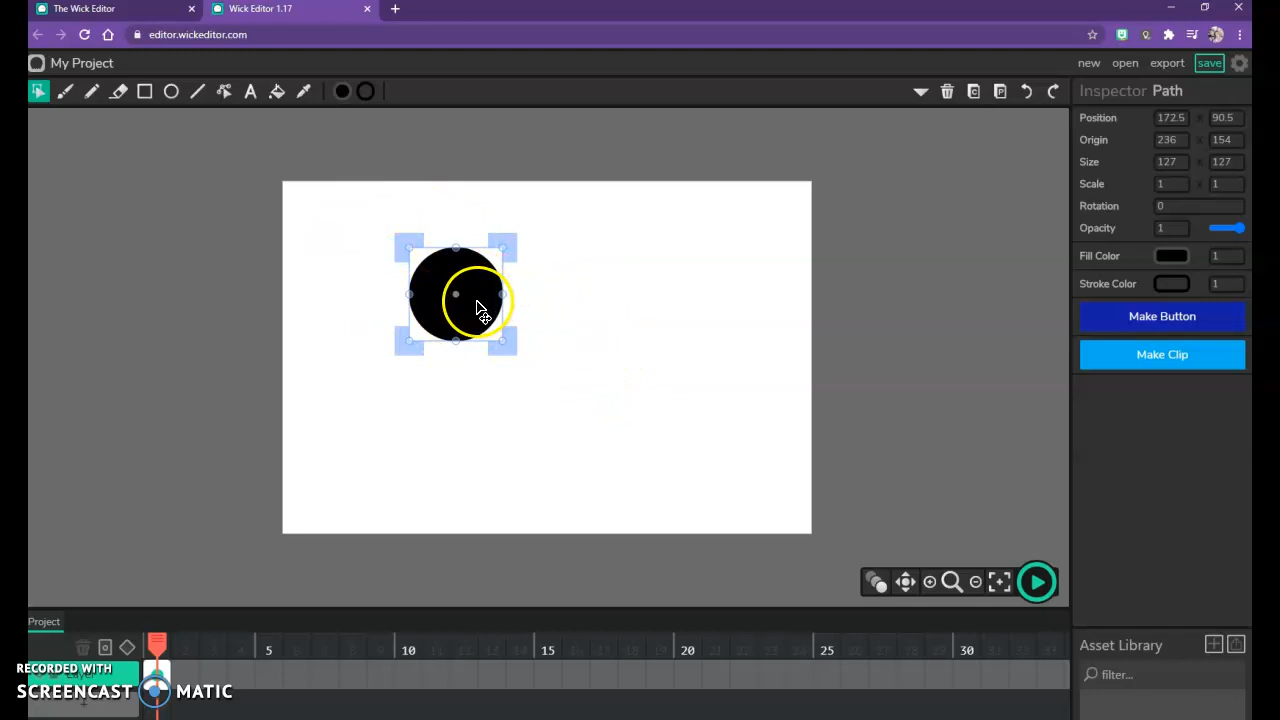 The Wick Editor
Wick Editor 1.17
editor.wickeditor.com
My Project
new open export save
Inspector Path
Position 172.5 x 90.5
Origin 236 x 154
Size 127 x 127
Scale 1 x 1
Rotation 0
Opacity 1
Fill Color 1
Stroke Color 1
Make Button
Make Clip
Project
5 10 15 20 25 30
Asset Library
filter...
RECORDED WITH
Layer
SCREENCAST MATIC